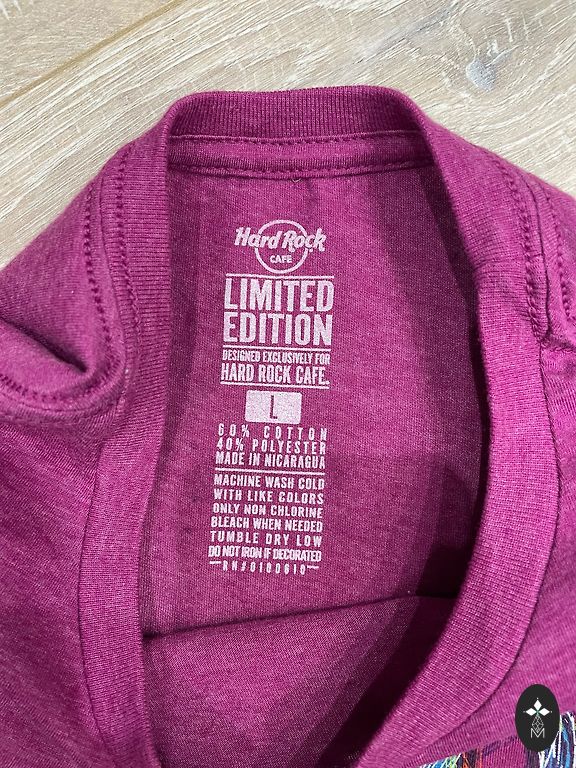 Hard Rock
CAFE
LIMITED
EDITION
DESIGNED EXCLUSIVELY FOR
HARD ROCK CAFE.
L
60% COTTON
40% POLYESTER
MADE IN NICARAGUA
MACHINE WASH COLD
WITH LIKE COLORS
ONLY NON CHLORINE
BLEACH WHEN NEEDED
TUMBLE DRY LOW
DO NOT IRON IF DECORATED
RN#0100610
M